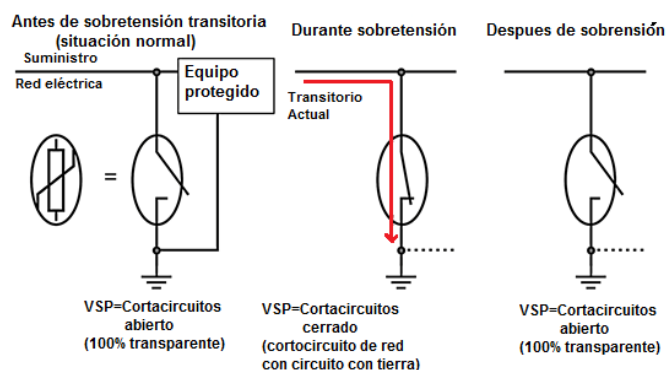 Antes de sobretensión transitoria
(situación normal)
Suministro
Red eléctrica
Equipo
protegido
=
VSP=Cortacircuitos
abierto
(100% transparente)
Durante sobretensión
Transitorio
Actual
VSP=Cortacircuitos
cerrado
(cortocircuito de red
con circuito con tierra)
Despues de sobrensión
VSP=Cortacircuitos
abierto
(100% transparente)